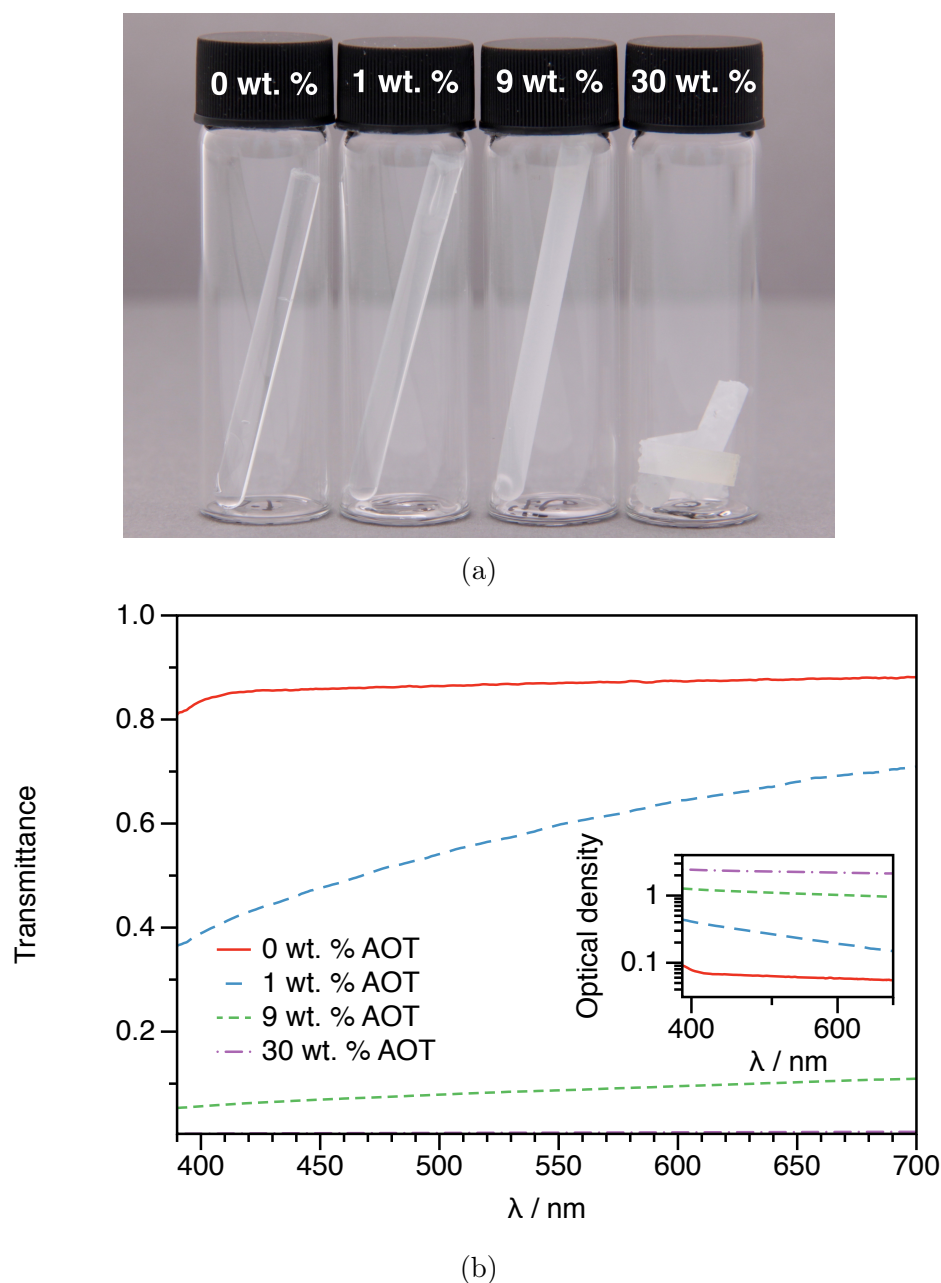 0 wt. % 1 wt. % 9 wt. % 30 wt. %
(a)
1.0
0.8
0.6
0.4
0.2
Transmittance
0 wt. % AOT
1 wt. % AOT
9 wt. % AOT
30 wt. % AOT
Optical density
1
0.1
400 600
λ / nm
400 450 500 550 600 650 700
λ / nm
(b)